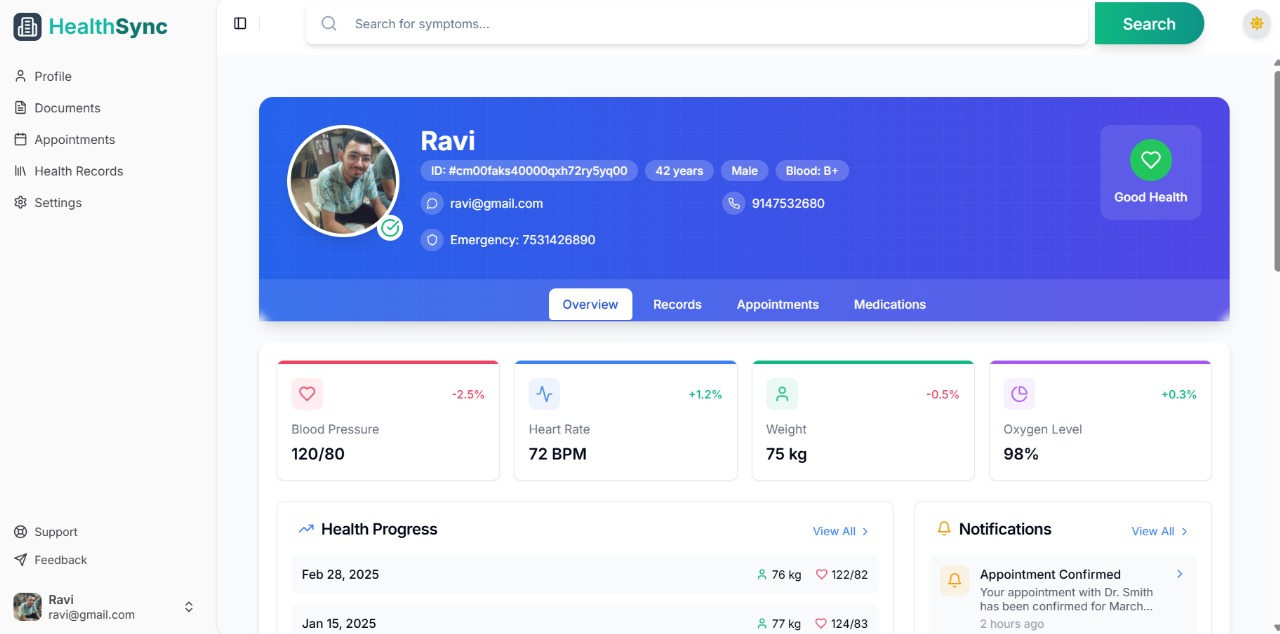 HealthSync
Search for symptoms...
Search
Profile
Documents
Appointments
Health Records
Settings
Ravi
ID: #cm00faks40000qxh72ry5yq00 42 years Male Blood: B+
ravi@gmail.com 9147532680
Emergency: 7531426890
Good Health
Overview Records Appointments Medications
-2.5%
Blood Pressure
120/80
+1.2%
Heart Rate
72 BPM
-0.5%
Weight
75 kg
+0.3%
Oxygen Level
98%
Health Progress View All
Feb 28, 2025 76 kg 122/82
Jan 15, 2025 77 kg 124/83
Notifications View All
Appointment Confirmed
Your appointment with Dr. Smith
has been confirmed for March...
2 hours ago
Support
Feedback
Ravi
ravi@gmail.com